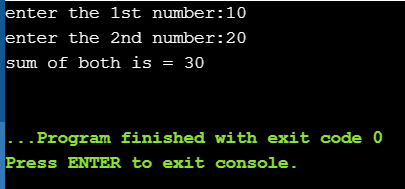 enter the 1st number:10
enter the 2nd number:20
sum of both is = 30
...Program finished with exit code 0
Press ENTER to exit console.